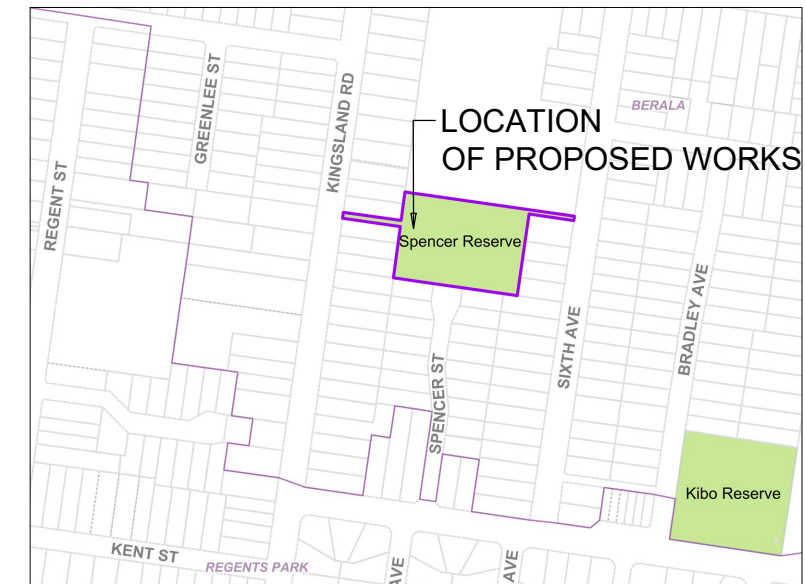 GREENLEE ST
KINGSLAND RD
BERALA
LOCATION
OF PROPOSED WORKS
REGENT ST
Spencer Reserve
BRADLEY AVE
SIXTH AVE
SPENCER ST
Kibo Reserve
KENT ST
REGENTS PARK
AVE
AVE